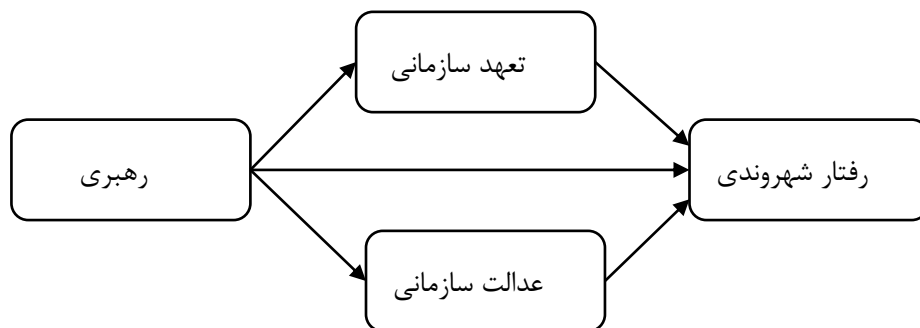 تعهد سازمانی
رهبری
رفتار شهروندی
عدالت سازمانی